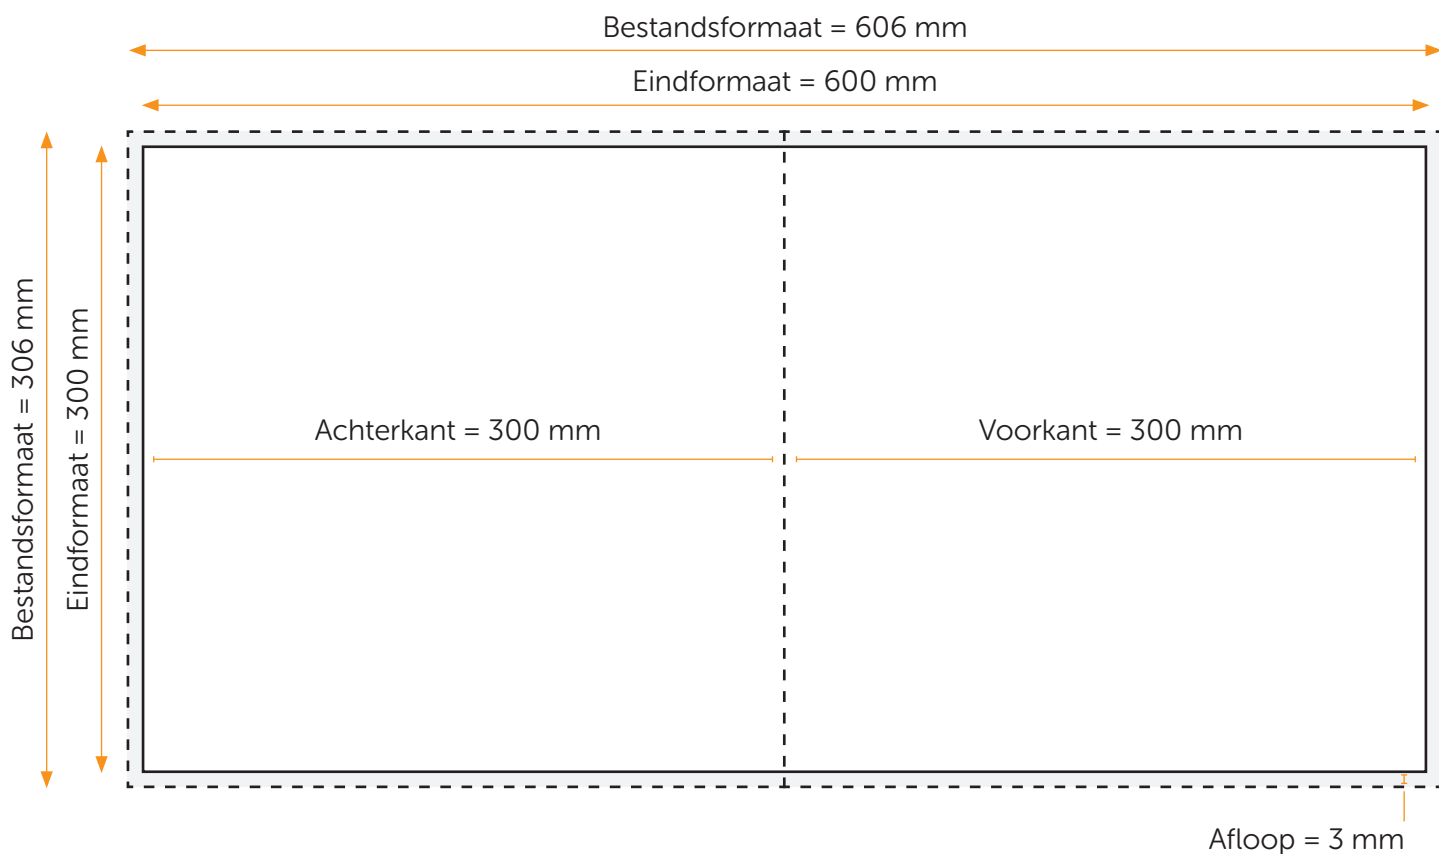 Bestandsformaat = 606 mm
Eindformaat = 600 mm
Bestandsformaat = 306 mm
Eindformaat = 300 mm
Achterkant = 300 mm
Voorkant = 300 mm
Afloop = 3 mm